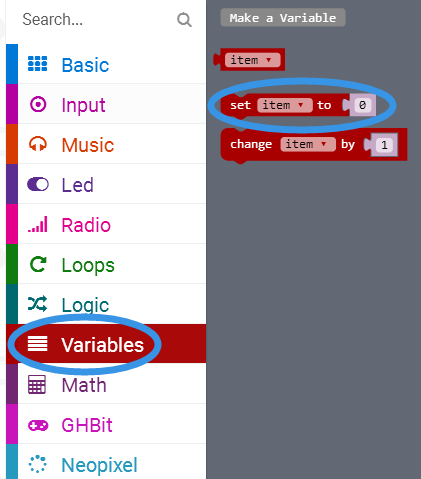 Search...
Basic
Input
Music
Led
Radio
Loops
Logic
Variables
Math
GHBit
Neopixel
Make a Variable
item
set item to 0
change item by 1